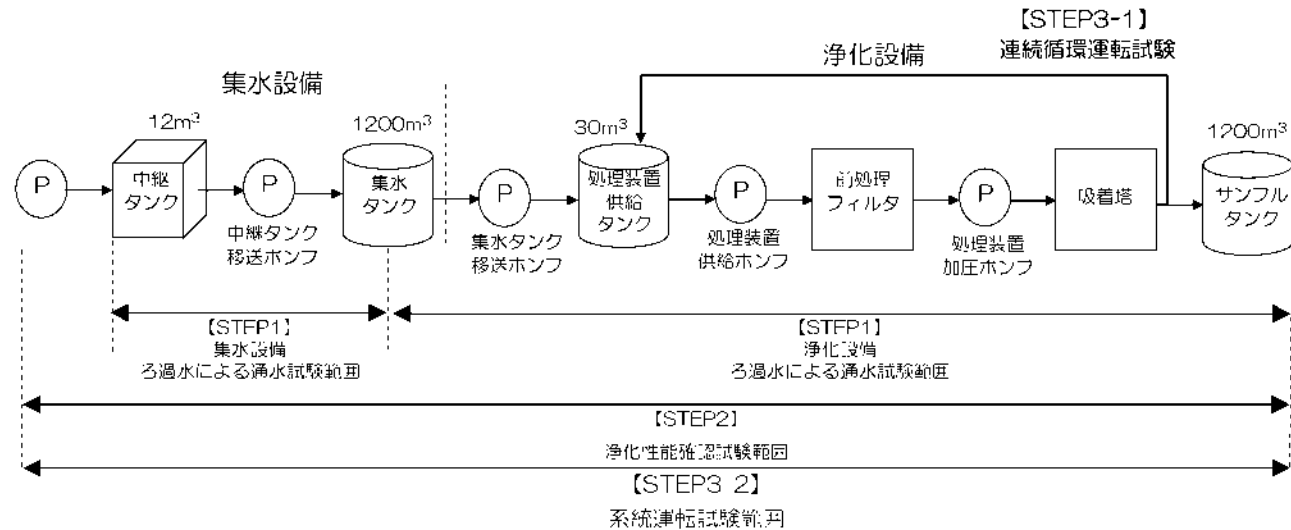 【STEP3-1】
連続循環運転試験
浄化設備
集水設備
12m³
1200m³
30m³
1200m³
P
中継
タンク
P
集水
タンク
P
処理装置
供給
タンク
P
前処理
フィルタ
P
吸着塔
サンプル
タンク
中継タンク
移送ポンプ
集水タンク
移送ポンプ
処理装置
供給ポンプ
処理装置
加圧ポンプ
【STEP1】
集水設備
ろ過水による通水試験範囲
【STEP1】
浄化設備
ろ過水による通水試験範囲
【STEP2】
浄化性能確認試験範囲
【STEP3-2】
系統運転試験範囲